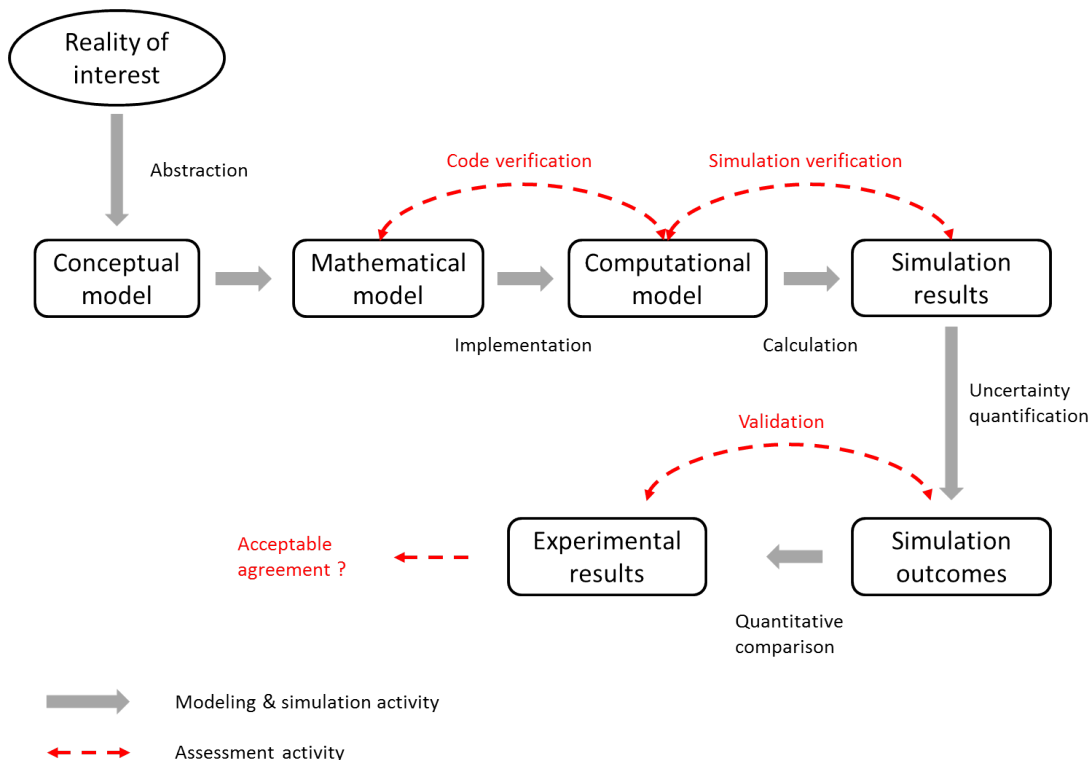 Reality of
interest
Abstraction
Code verification
Simulation verification
Conceptual
model
Mathematical
model
Computational
model
Simulation
results
Implementation
Calculation
Uncertainty
quantification
Validation
Acceptable
agreement ?
Experimental
results
Simulation
outcomes
Quantitative
comparison
Modeling & simulation activity
Assessment activity